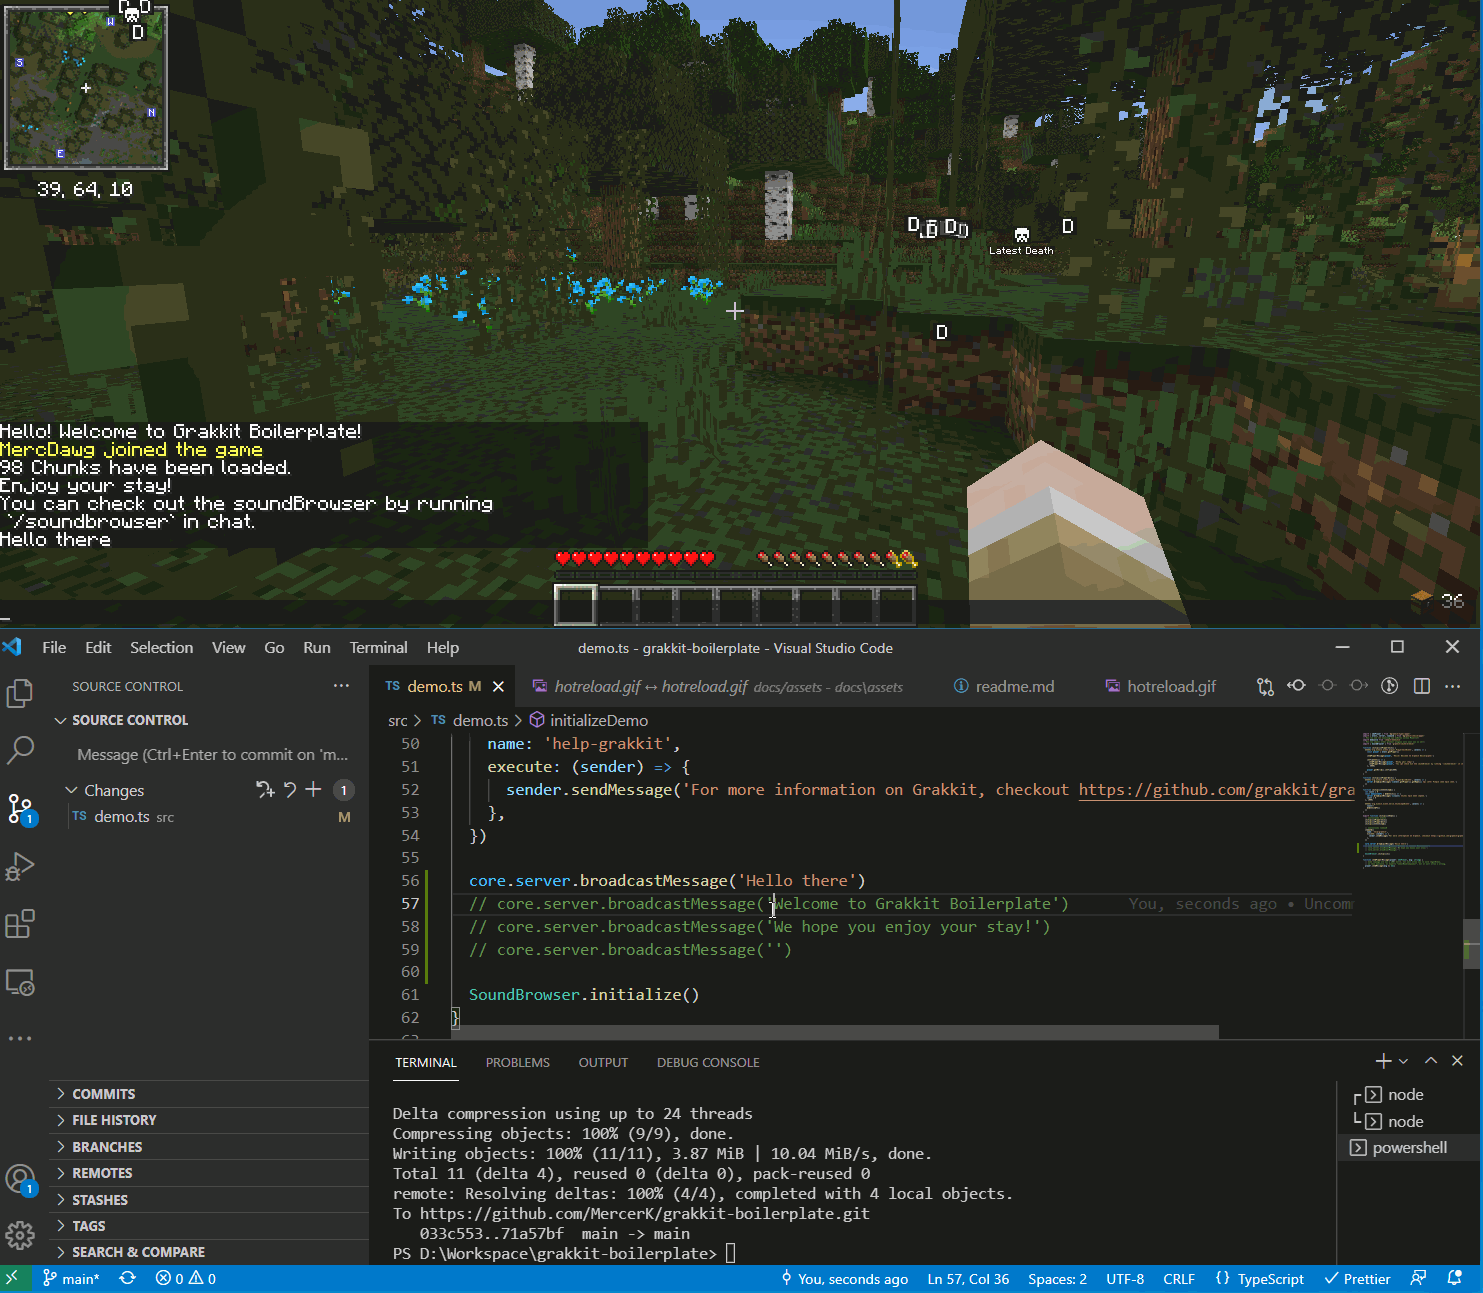 D D
D
W
S
N
E
39, 64, 10
D D D D
D
Latest Death
D
Hello! Welcome to Grakkit Boilerplate!
MercDawg joined the game
98 Chunks have been loaded.
Enjoy your stay!
You can check out the soundBrowser by running
`/soundbrowser` in chat.
Hello there
_
36
File Edit Selection View Go Run Terminal Help
demo.ts - grakkit-boilerplate - Visual Studio Code
SOURCE CONTROL ···
TS demo.ts M
hotreload.gif ↔ hotreload.gif docs/assets - docs\assets
readme.md
hotreload.gif
SOURCE CONTROL
src > TS demo.ts > initializeDemo
Message (Ctrl+Enter to commit on 'm...
Changes 1
TS demo.ts src M
50 name: 'help-grakkit',
51 execute: (sender) => {
52 sender.sendMessage('For more information on Grakkit, checkout https://github.com/grakkit/gra
53 },
54 })
55
56 core.server.broadcastMessage('Hello there')
57 // core.server.broadcastMessage('Welcome to Grakkit Boilerplate') You, seconds ago • Uncom
58 // core.server.broadcastMessage('We hope you enjoy your stay!')
59 // core.server.broadcastMessage('')
60
61 SoundBrowser.initialize()
62 }
1
COMMITS
FILE HISTORY
BRANCHES
REMOTES
STASHES
TAGS
SEARCH & COMPARE
1
TERMINAL PROBLEMS OUTPUT DEBUG CONSOLE
Delta compression using up to 24 threads
Compressing objects: 100% (9/9), done.
Writing objects: 100% (11/11), 3.87 MiB | 10.04 MiB/s, done.
Total 11 (delta 4), reused 0 (delta 0), pack-reused 0
remote: Resolving deltas: 100% (4/4), completed with 4 local objects.
To https://github.com/MercerK/grakkit-boilerplate.git
033c553..71a57bf main -> main
PS D:\Workspace\grakkit-boilerplate>
node
node
powershell
main* 0 0 You, seconds ago Ln 57, Col 36 Spaces: 2 UTF-8 CRLF {} TypeScript Prettier